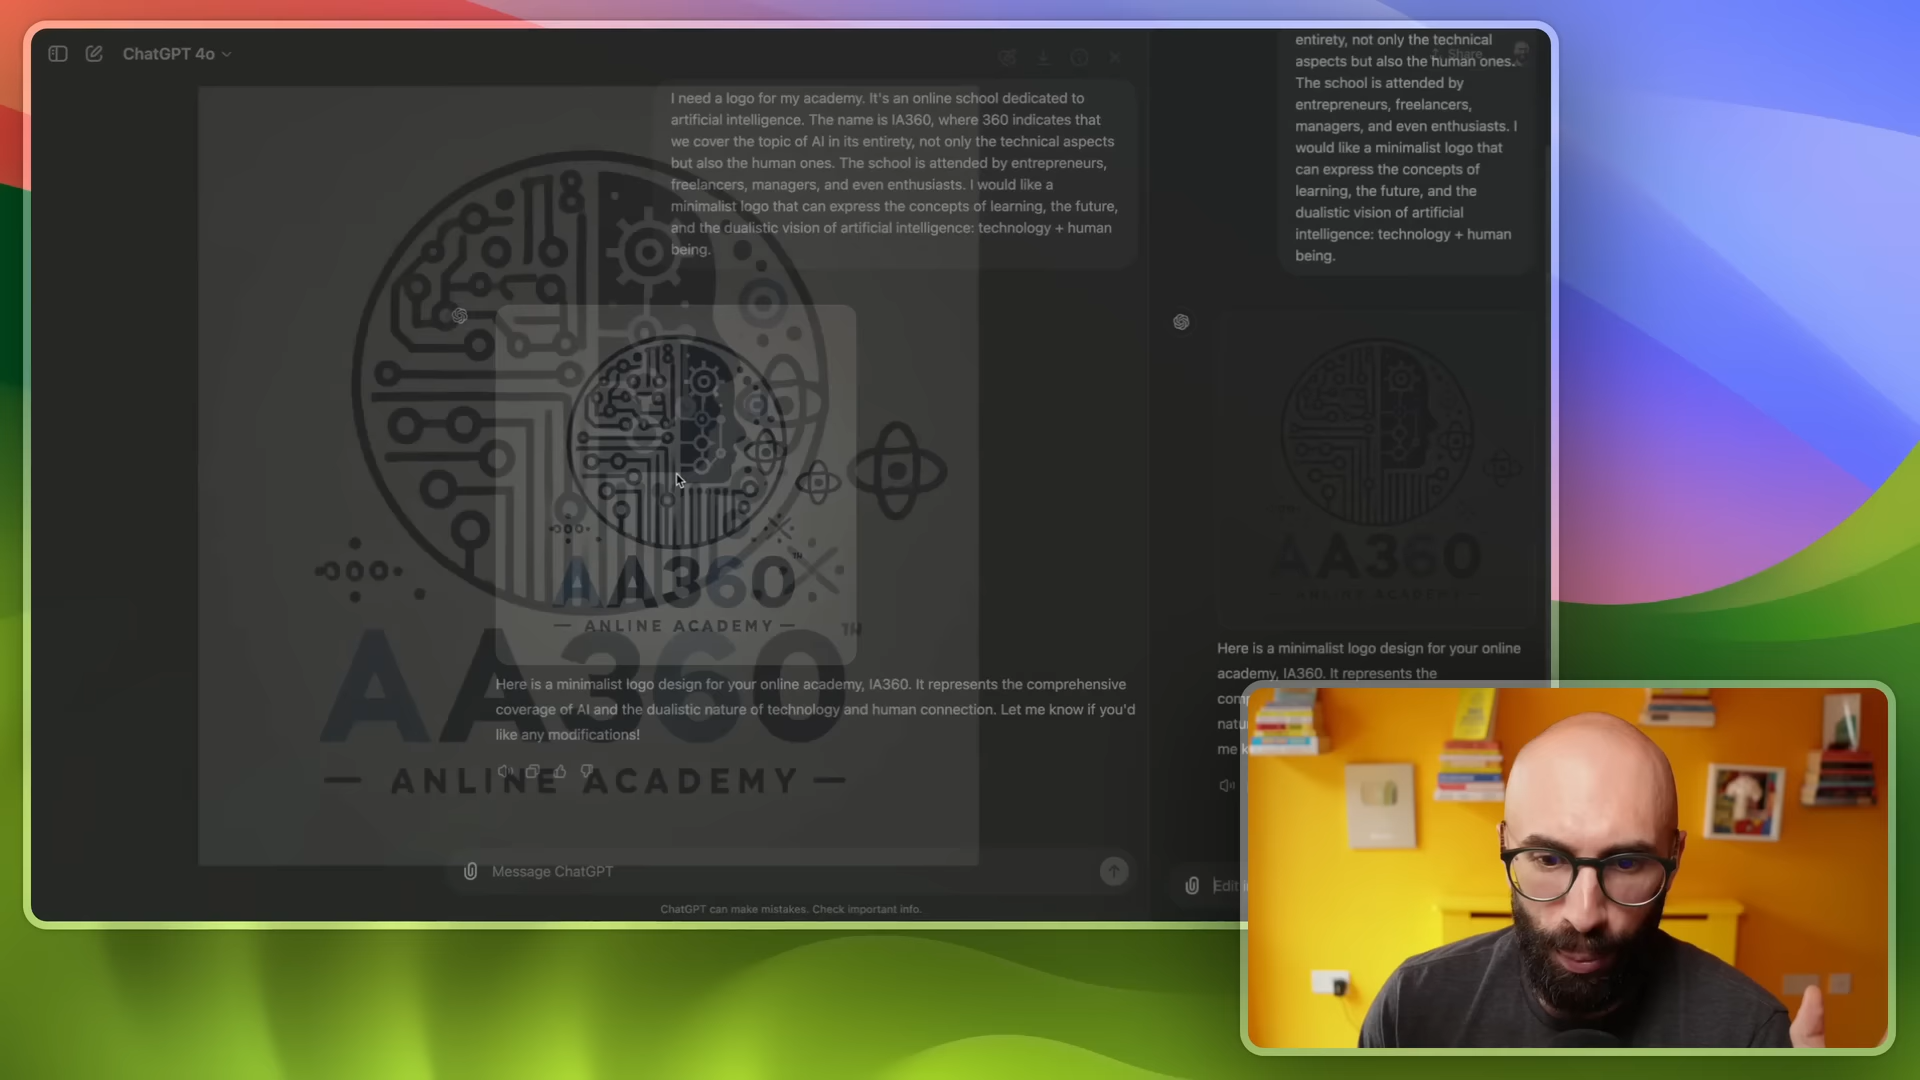 ChatGPT 4o
Share
I need a logo for my academy. It's an online school dedicated to
artificial intelligence. The name is IA360, where 360 indicates that
we cover the topic of AI in its entirety, not only the technical aspects
but also the human ones. The school is attended by entrepreneurs,
freelancers, managers, and even enthusiasts. I would like a
minimalist logo that can express the concepts of learning, the future,
and the dualistic vision of artificial intelligence: technology + human
being.
AA360
ANLINE ACADEMY
AA360 TM
ANLINE ACADEMY
Here is a minimalist logo design for your online academy, IA360. It represents the comprehensive
coverage of AI and the dualistic nature of technology and human connection. Let me know if you'd
like any modifications!
Message ChatGPT
ChatGPT can make mistakes. Check important info.
entirety, not only the technical
aspects but also the human ones.
The school is attended by
entrepreneurs, freelancers,
managers, and even enthusiasts. I
would like a minimalist logo that
can express the concepts of
learning, the future, and the
dualistic vision of artificial
intelligence: technology + human
being.
AA360
ANLINE ACADEMY
Here is a minimalist logo design for your online
academy, IA360. It represents the
me
Edit